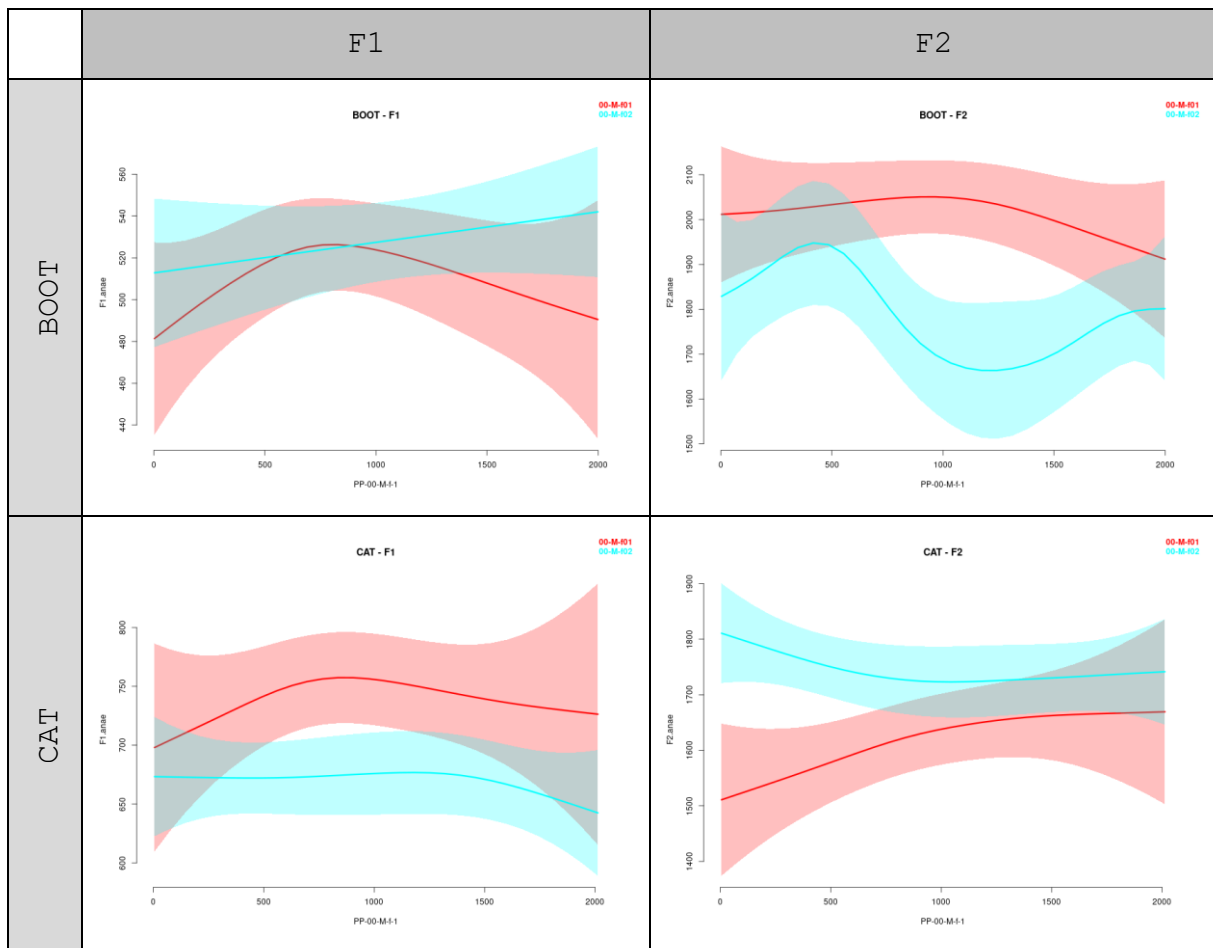 F1
F2
BOOT
BOOT - F1
00-M-f01
00-M-f02
F1.anae
560
540
520
500
480
460
440
0
500
1000
1500
2000
PP-00-M-f-1
BOOT - F2
00-M-f01
00-M-f02
F2.anae
2100
2000
1900
1800
1700
1600
1500
0
500
1000
1500
2000
PP-00-M-f-1
CAT
CAT - F1
00-M-f01
00-M-f02
F1.anae
800
750
700
650
600
0
500
1000
1500
2000
PP-00-M-f-1
CAT - F2
00-M-f01
00-M-f02
F2.anae
1900
1800
1700
1600
1500
1400
0
500
1000
1500
2000
PP-00-M-f-1